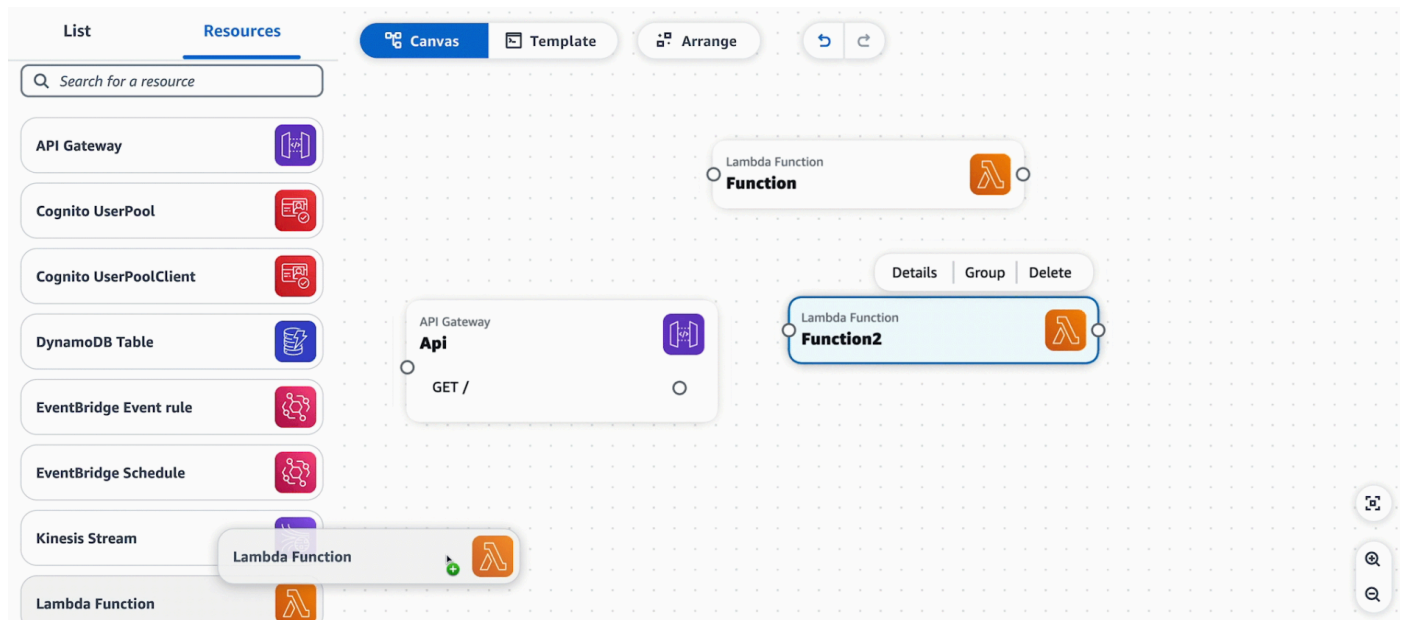 List
Resources
Search for a resource
API Gateway
Cognito UserPool
Cognito UserPoolClient
DynamoDB Table
EventBridge Event rule
EventBridge Schedule
Kinesis Stream
Lambda Function
Lambda Function
Canvas
Template
Arrange
Lambda Function
Function
Details
Group
Delete
Lambda Function
Function2
API Gateway
Api
GET /